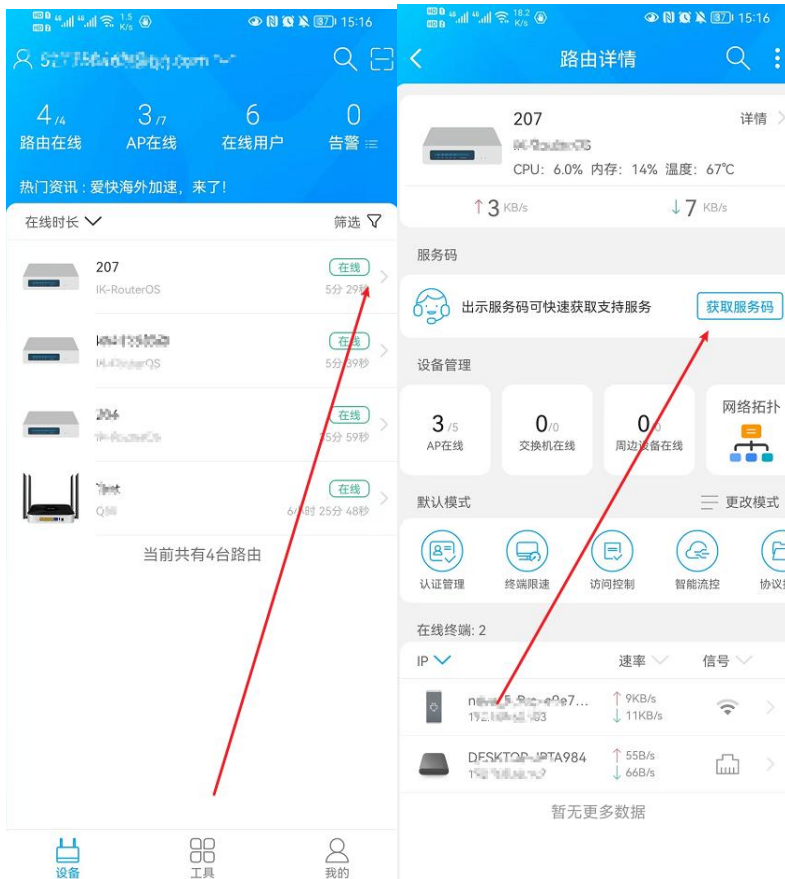 1.5 K/s
37 15:16
4/4
3/7
6
0
路由在线
AP在线
在线用户
告警
热门资讯：爱快海外加速，来了！
在线时长
筛选
207
在线
IK-RouterOS
5分 29秒
在线
5分 39秒
在线
在线
25分 48秒
当前共有4台路由
设备
工具
我的
18.2 K/s
37 15:16
路由详情
207
详情
CPU: 6.0% 内存: 14% 温度: 67℃
↑3 KB/s
↓7 KB/s
服务码
出示服务码可快速获取支持服务
获取服务码
设备管理
3/5
0/0
0/0
网络拓扑
AP在线
交换机在线
周边设备在线
默认模式
更改模式
认证管理
终端限速
访问控制
智能流控
在线终端: 2
IP
速率
信号
↑ 9KB/s
↓ 11KB/s
↑ 55B/s
↓ 66B/s
暂无更多数据